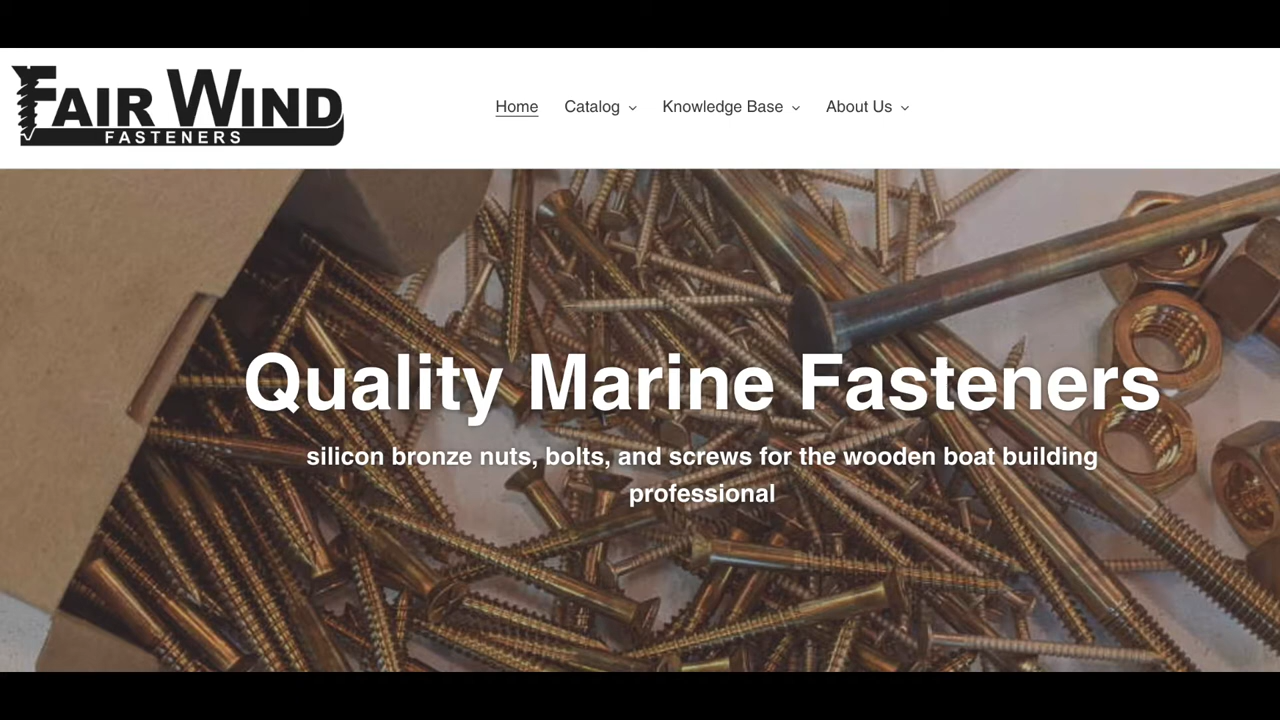 FAIR WIND
FASTENERS
Home
Catalog
Knowledge Base
About Us
Quality Marine Fasteners
silicon bronze nuts, bolts, and screws for the wooden boat building
professional